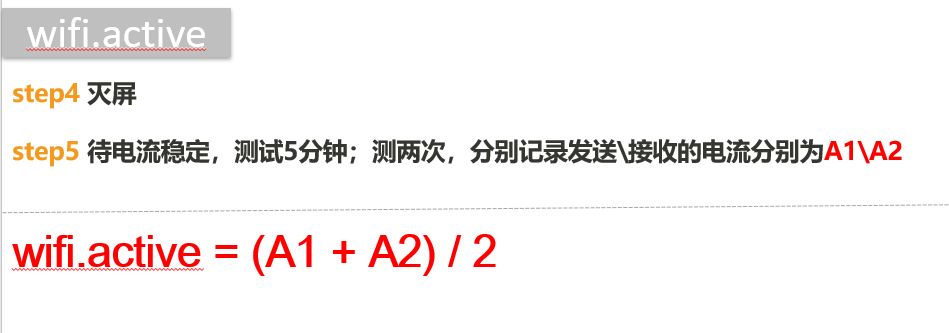 wifi.active
step4 灭屏
step5 待电流稳定，测试5分钟；测两次，分别记录发送\接收的电流分别为A1\A2
wifi.active = (A1 + A2) / 2